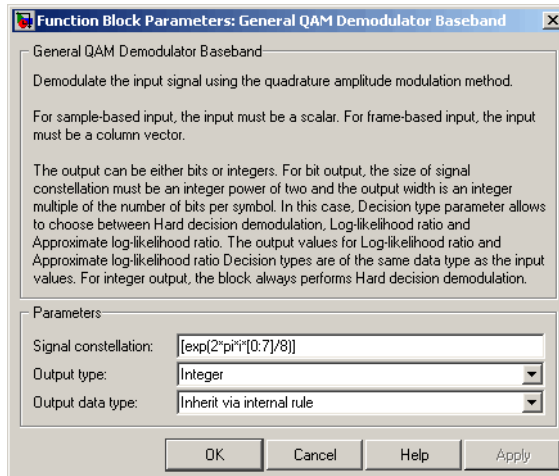 Function Block Parameters: General QAM Demodulator Baseband
General QAM Demodulator Baseband
Demodulate the input signal using the quadrature amplitude modulation method.
For sample-based input, the input must be a scalar. For frame-based input, the input
must be a column vector.
The output can be either bits or integers. For bit output, the size of signal
constellation must be an integer power of two and the output width is an integer
multiple of the number of bits per symbol. In this case, Decision type parameter allows
to choose between Hard decision demodulation, Log-likelihood ratio and
Approximate log-likelihood ratio. The output values for Log-likelihood ratio and
Approximate log-likelihood ratio Decision types are of the same data type as the input
values. For integer output, the block always performs Hard decision demodulation.
Parameters
Signal constellation: [exp(2*pi*i*[0:7]/8)]
Output type: Integer
Output data type: Inherit via internal rule
OK Cancel Help Apply